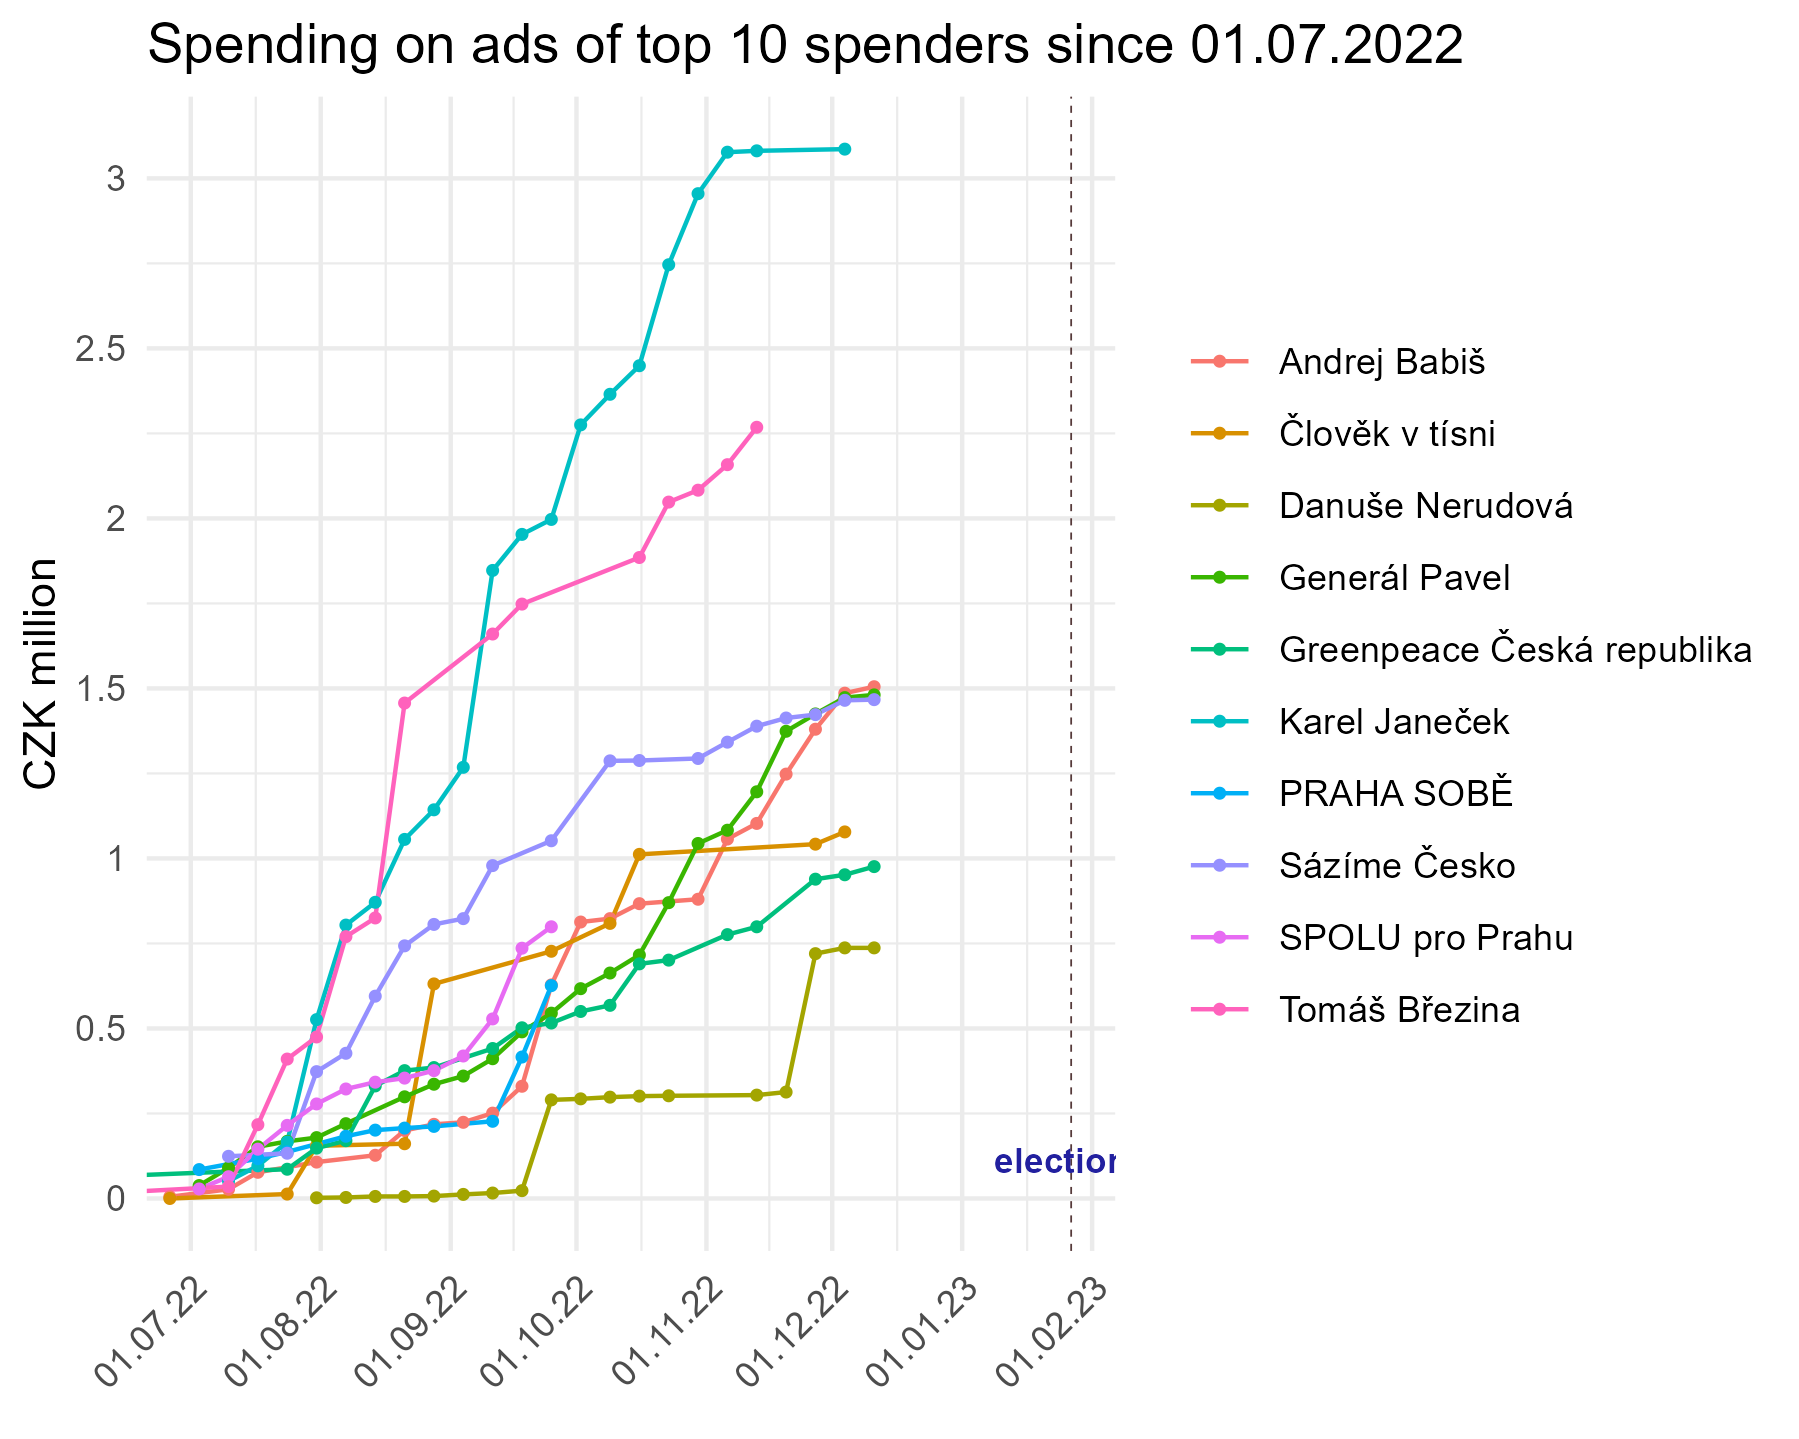 Spending on ads of top 10 spenders since 01.07.2022
CZK million
3
2.5
2
1.5
1
0.5
0
election
01.07.22
01.08.22
01.09.22
01.10.22
01.11.22
01.12.22
01.01.23
01.02.23
Andrej Babiš
Člověk v tísni
Danuše Nerudová
Generál Pavel
Greenpeace Česká republika
Karel Janeček
PRAHA SOBĚ
Sázíme Česko
SPOLU pro Prahu
Tomáš Březina